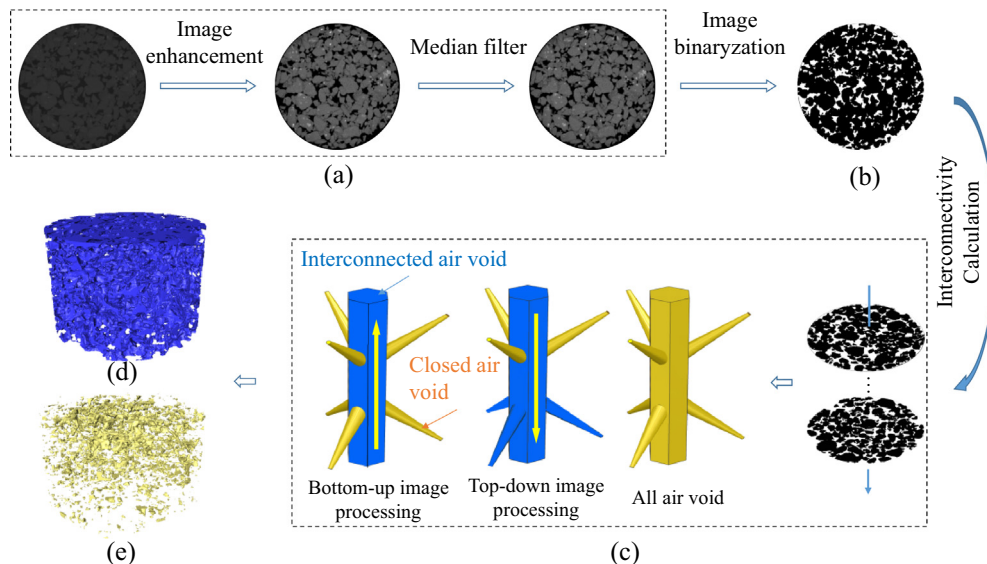 Image
enhancement
Median filter
Image
binaryzation
(a)
(b)
Interconnectivity
Calculation
(d)
(e)
Interconnected air void
Closed air
void
Bottom-up image
processing
Top-down image
processing
All air void
(c)